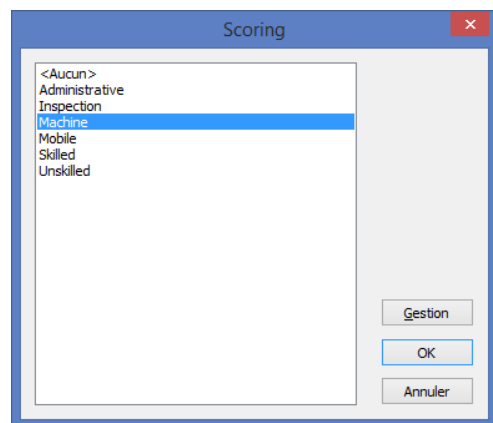 Scoring
<Aucun>
Administrative
Inspection
Machine
Mobile
Skilled
Unskilled
Gestion
OK
Annuler